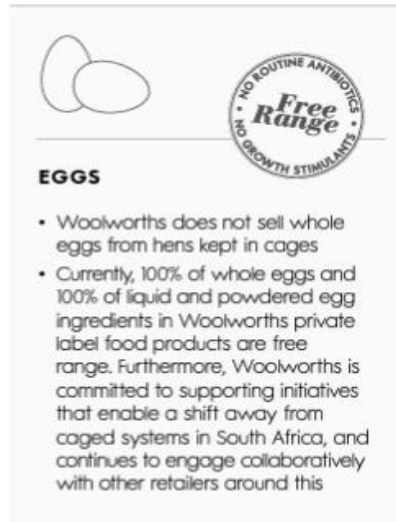 NO ROUTINE ANTIBIOTICS •
Free
Range
NO GROWTH STIMULANTS •
EGGS
• Woolworths does not sell whole
eggs from hens kept in cages
• Currently, 100% of whole eggs and
100% of liquid and powdered egg
ingredients in Woolworths private
label food products are free
range. Furthermore, Woolworths is
committed to supporting initiatives
that enable a shift away from
caged systems in South Africa, and
continues to engage collaboratively
with other retailers around this